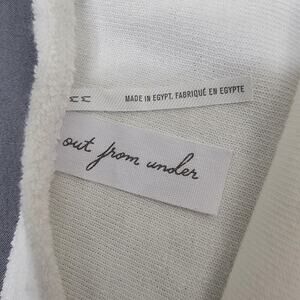 MADE IN EGYPT. FABRIQUÉ EN EGYPTE
out from under